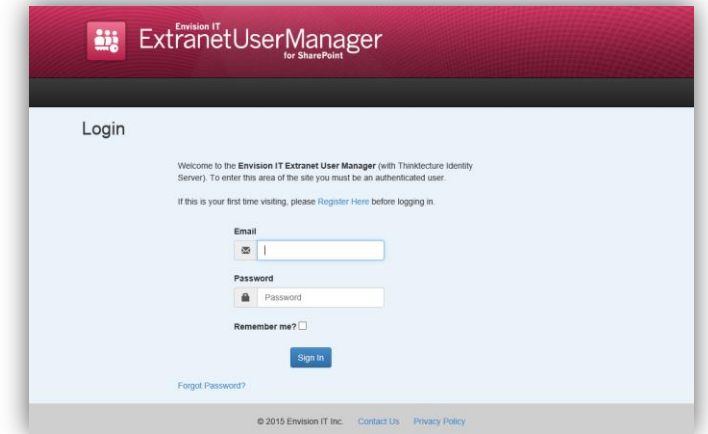 Envision IT
ExtranetUserManager
for SharePoint
Login
Welcome to the Envision IT Extranet User Manager (with Thinktecture Identity
Server). To enter this area of the site you must be an authenticated user.
If this is your first time visiting, please Register Here before logging in.
Email
Password
Password
Remember me?
Sign In
Forgot Password?
© 2015 Envision IT Inc. Contact Us Privacy Policy